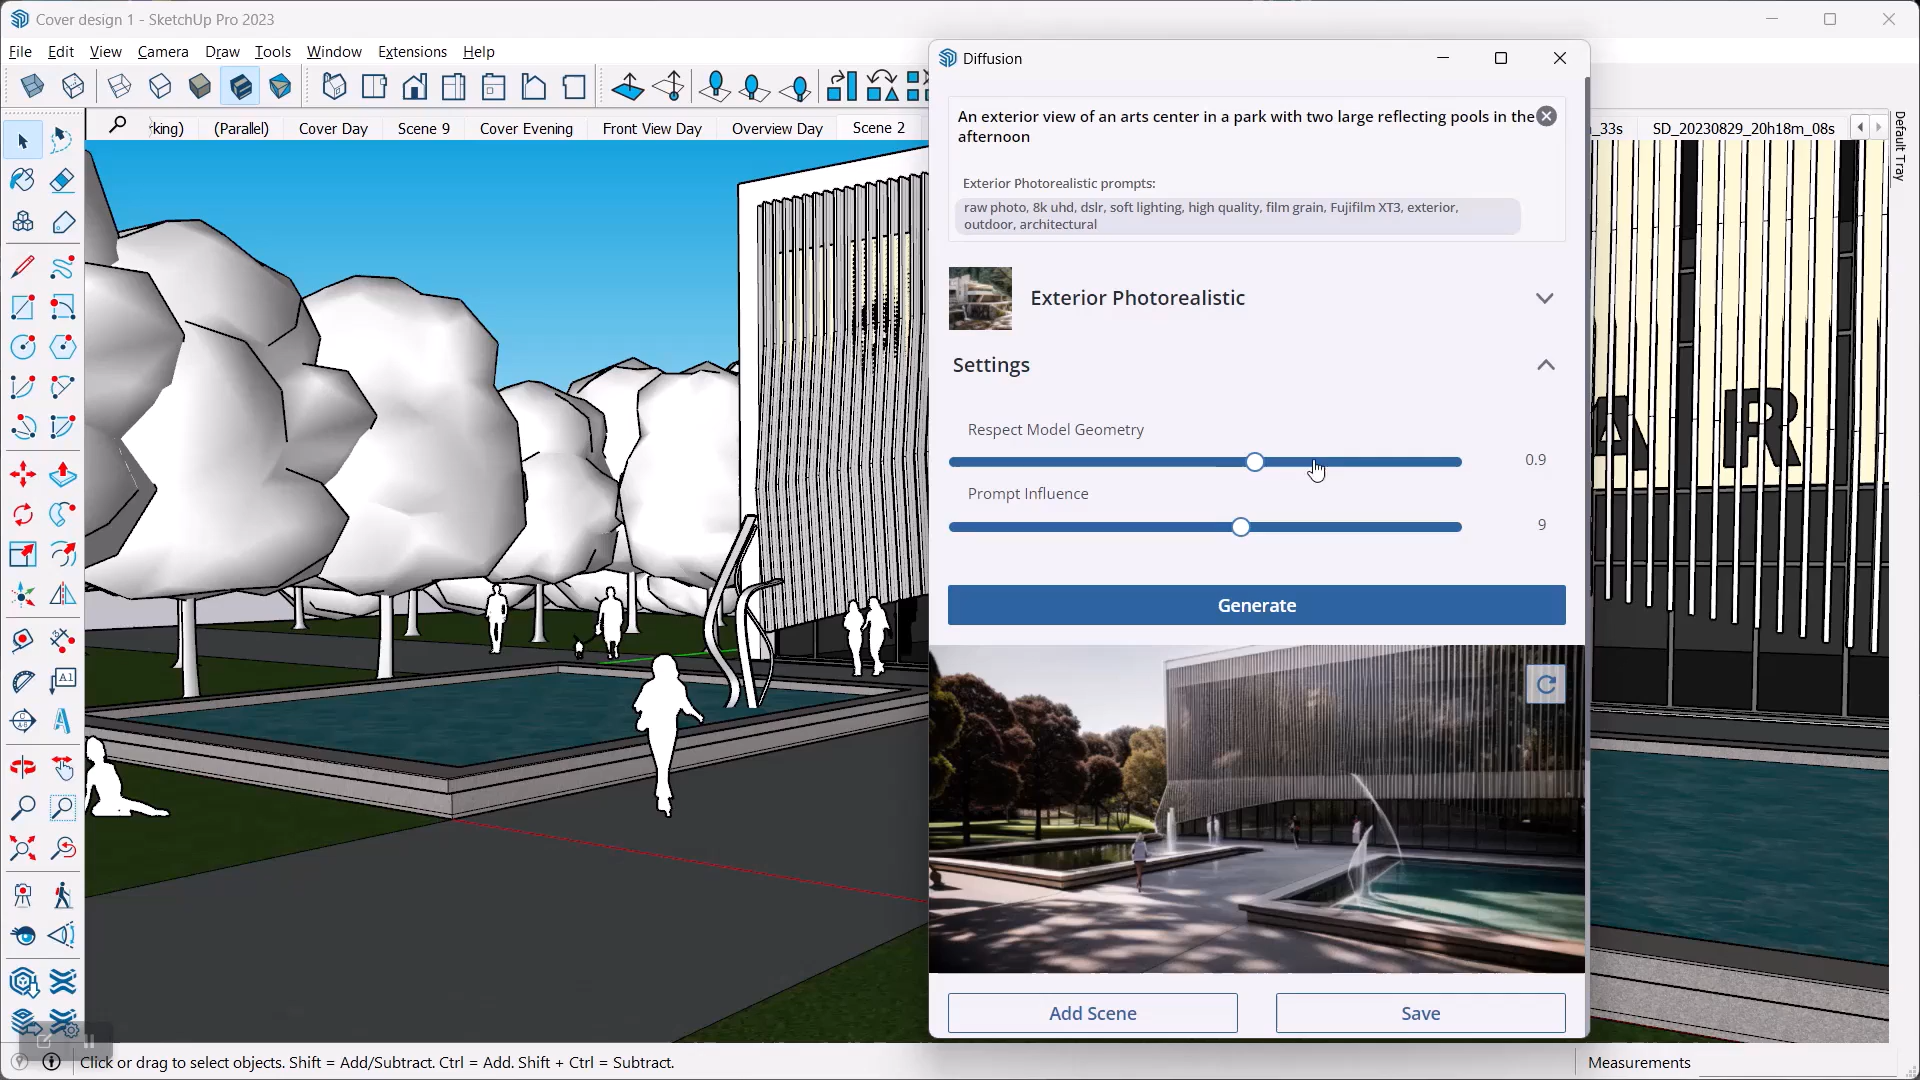 Cover design 1 - SketchUp Pro 2023
File Edit View Camera Draw Tools Window Extensions Help
Diffusion
rking) (Parallel) Cover Day Scene 9 Cover Evening Front View Day Overview Day Scene 2
_33s SD_20230829_20h18m_08s
Default Tray
An exterior view of an arts center in a park with two large reflecting pools in the
afternoon
Exterior Photorealistic prompts:
raw photo, 8k uhd, dslr, soft lighting, high quality, film grain, Fujifilm XT3, exterior,
outdoor, architectural
Exterior Photorealistic
Settings
Respect Model Geometry
0.9
Prompt Influence
9
Generate
A R
Add Scene Save
Click or drag to select objects. Shift = Add/Subtract. Ctrl = Add. Shift + Ctrl = Subtract.
Measurements